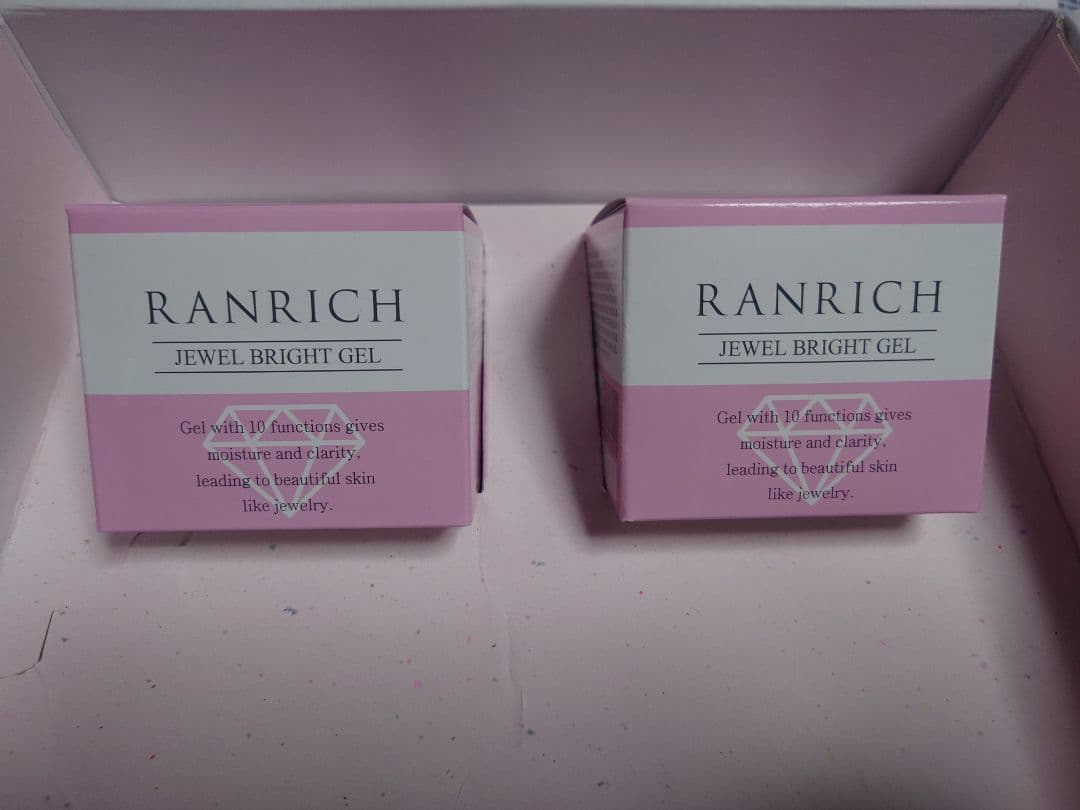 RANRICH
JEWEL BRIGHT GEL
Gel with 10 functions gives
moisture and clarity,
leading to beautiful skin
like jewelry.
RANRICH
JEWEL BRIGHT GEL
Gel with 10 functions gives
moisture and clarity,
leading to beautiful skin
like jewelry.